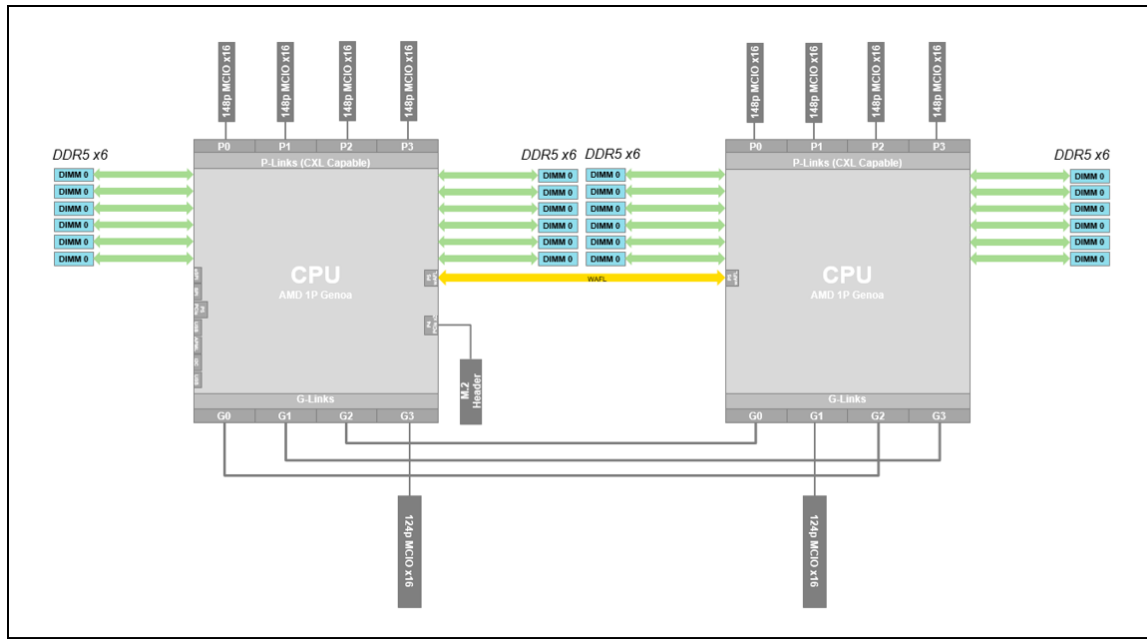 148p MCIO x16
148p MCIO x16
148p MCIO x16
148p MCIO x16
148p MCIO x16
148p MCIO x16
148p MCIO x16
148p MCIO x16
P0 P1 P2 P3
P0 P1 P2 P3
P-Links (CXL Capable)
P-Links (CXL Capable)
DDR5 x6
DDR5 x6
DDR5 x6
DDR5 x6
DIMM 0 DIMM 0 DIMM 0 DIMM 0
DIMM 0 DIMM 0 DIMM 0 DIMM 0
DIMM 0 DIMM 0 DIMM 0 DIMM 0
DIMM 0 DIMM 0 DIMM 0 DIMM 0
DIMM 0 DIMM 0 DIMM 0 DIMM 0
DIMM 0 DIMM 0 DIMM 0 DIMM 0
CPU
AMD 1P Genoa
WAFL
CPU
AMD 1P Genoa
M.2
Header
G-Links
G-Links
G0 G1 G2 G3
G0 G1 G2 G3
124p MCIO x16
124p MCIO x16